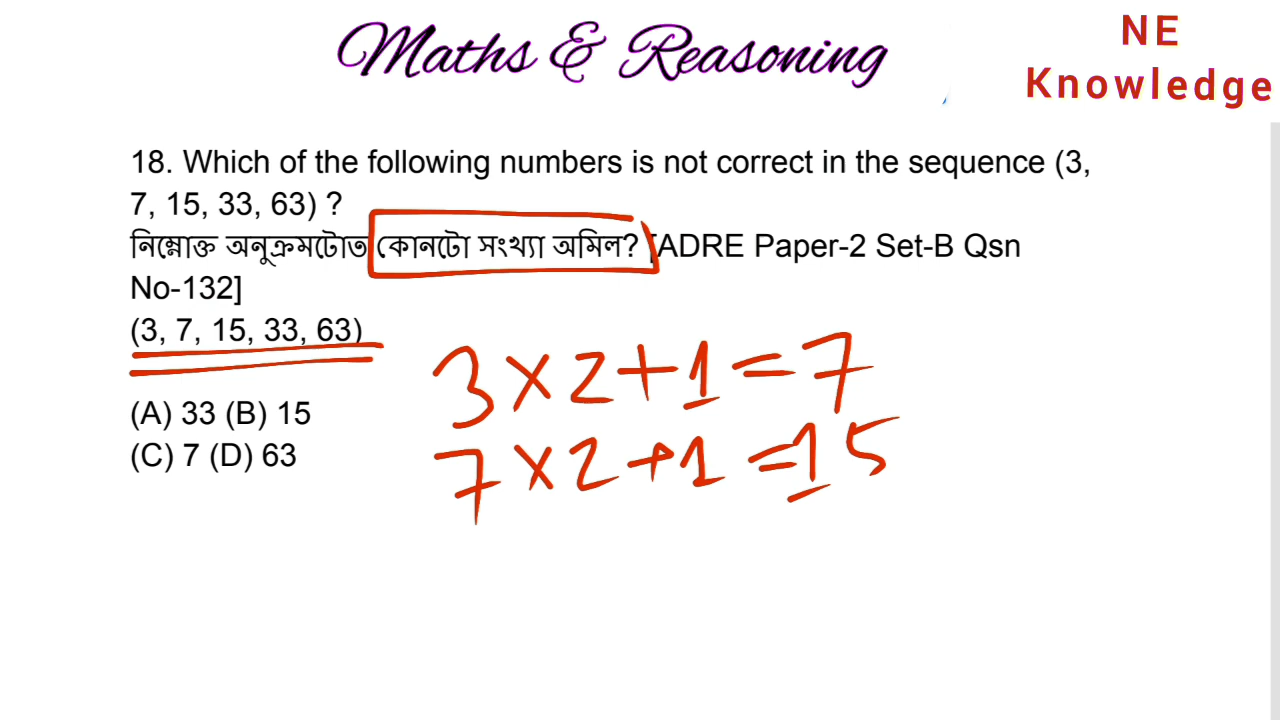 Maths & Reasoning
NE
Knowledge
18. Which of the following numbers is not correct in the sequence (3,
7, 15, 33, 63) ?
নিম্নোক্ত অনুক্ৰমটোত কোনটো সংখ্যা অমিল? [ADRE Paper-2 Set-B Qsn
No-132]
(3, 7, 15, 33, 63)
3×2+1=7
(A) 33 (B) 15
(C) 7 (D) 63
7×2+1=15